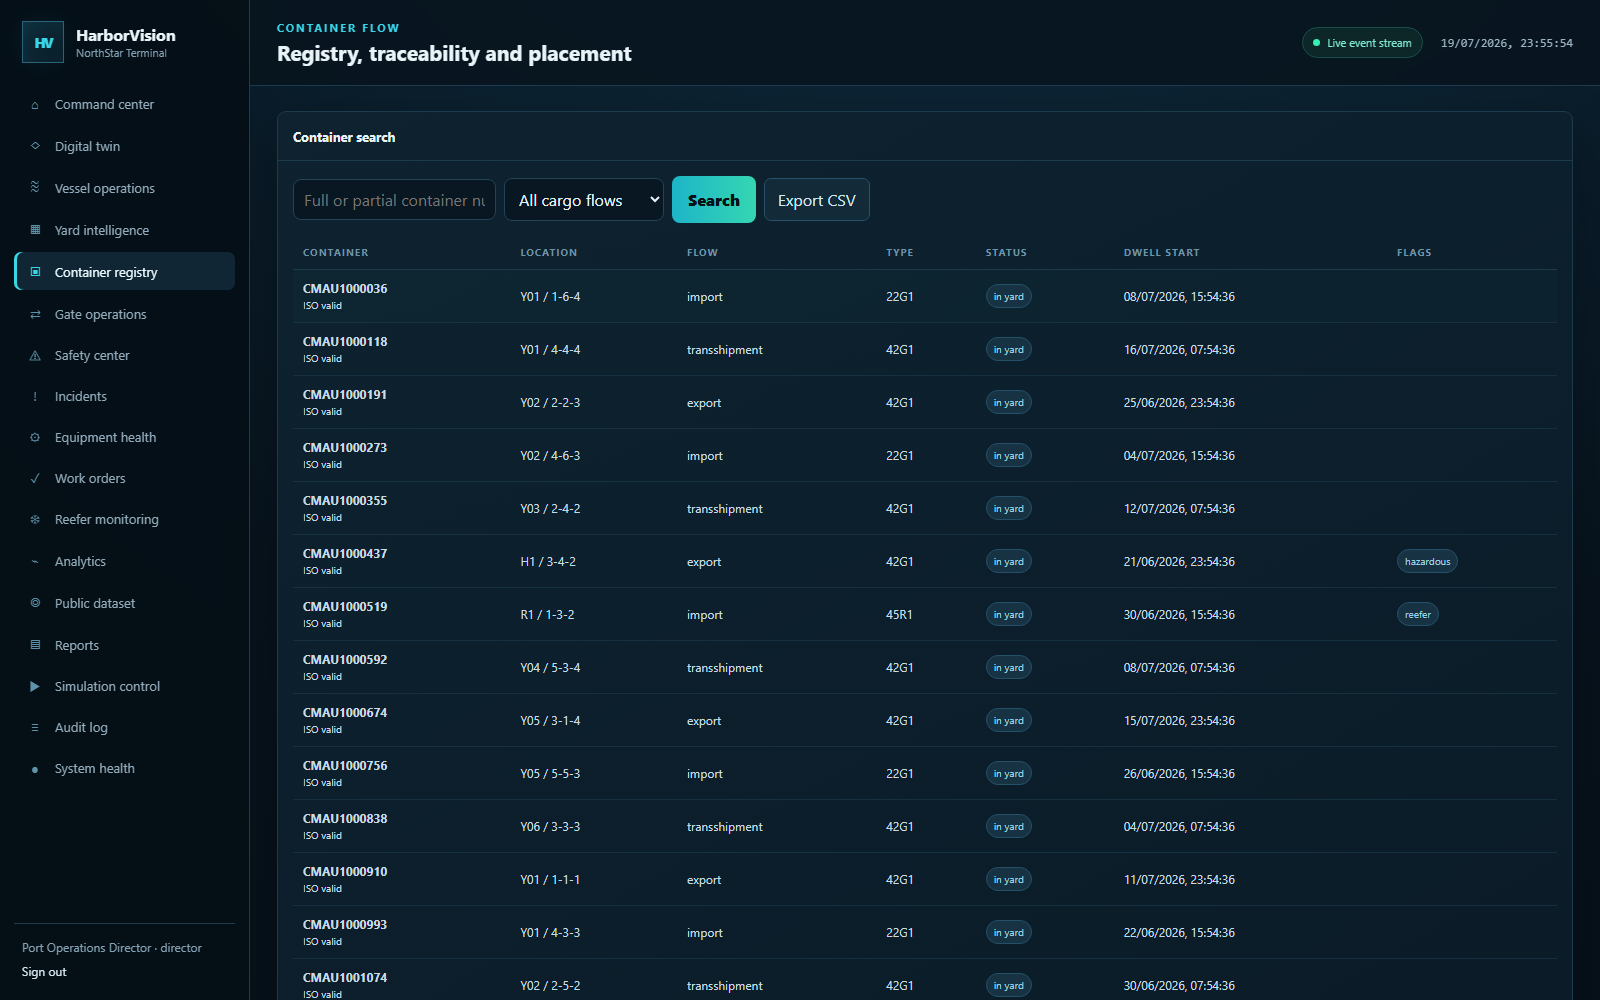 HV
HarborVision
NorthStar Terminal
Command center
Digital twin
Vessel operations
Yard intelligence
Container registry
Gate operations
Safety center
Incidents
Equipment health
Work orders
Reefer monitoring
Analytics
Public dataset
Reports
Simulation control
Audit log
System health
Port Operations Director · director
Sign out
CONTAINER FLOW
Registry, traceability and placement
Live event stream
19/07/2026, 23:55:54
Container search
Full or partial container nu
All cargo flows
Search
Export CSV
CONTAINER LOCATION FLOW TYPE STATUS DWELL START FLAGS
CMAU1000036 Y01 / 1-6-4 import 22G1 in yard 08/07/2026, 15:54:36
ISO valid
CMAU1000118 Y01 / 4-4-4 transshipment 42G1 in yard 16/07/2026, 07:54:36
ISO valid
CMAU1000191 Y02 / 2-2-3 export 42G1 in yard 25/06/2026, 23:54:36
ISO valid
CMAU1000273 Y02 / 4-6-3 import 22G1 in yard 04/07/2026, 15:54:36
ISO valid
CMAU1000355 Y03 / 2-4-2 transshipment 42G1 in yard 12/07/2026, 07:54:36
ISO valid
CMAU1000437 H1 / 3-4-2 export 42G1 in yard 21/06/2026, 23:54:36 hazardous
ISO valid
CMAU1000519 R1 / 1-3-2 import 45R1 in yard 30/06/2026, 15:54:36 reefer
ISO valid
CMAU1000592 Y04 / 5-3-4 transshipment 42G1 in yard 08/07/2026, 07:54:36
ISO valid
CMAU1000674 Y05 / 3-1-4 export 42G1 in yard 15/07/2026, 23:54:36
ISO valid
CMAU1000756 Y05 / 5-5-3 import 22G1 in yard 26/06/2026, 15:54:36
ISO valid
CMAU1000838 Y06 / 3-3-3 transshipment 42G1 in yard 04/07/2026, 07:54:36
ISO valid
CMAU1000910 Y01 / 1-1-1 export 42G1 in yard 11/07/2026, 23:54:36
ISO valid
CMAU1000993 Y01 / 4-3-3 import 22G1 in yard 22/06/2026, 15:54:36
ISO valid
CMAU1001074 Y02 / 2-5-2 transshipment 42G1 in yard 30/06/2026, 07:54:36
ISO valid